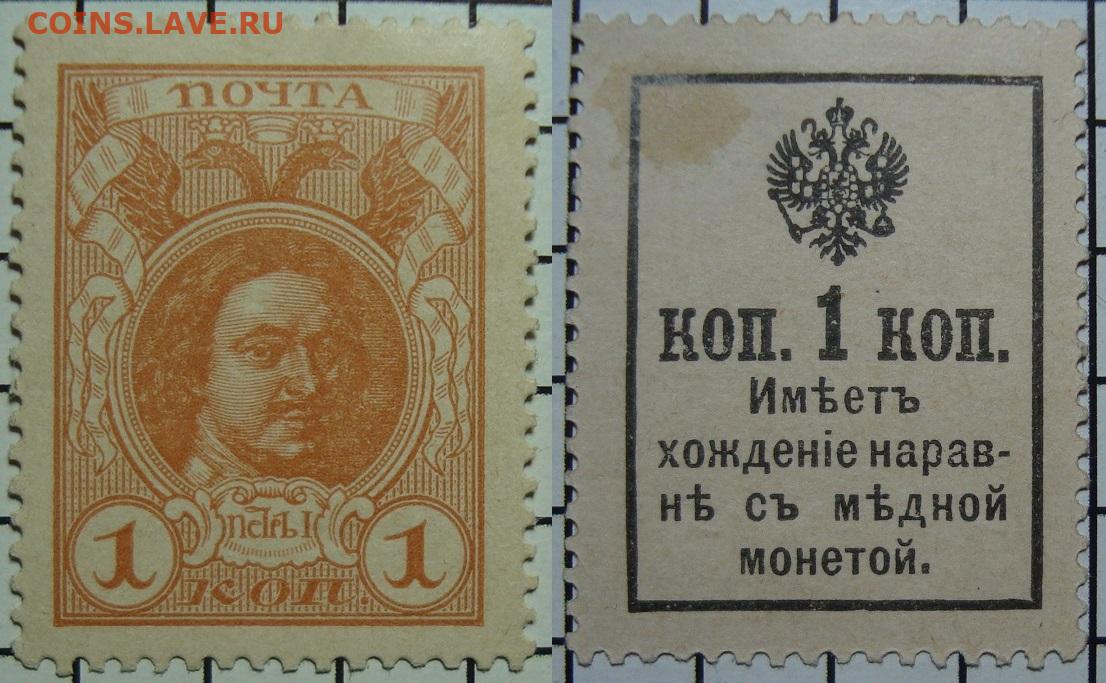 COINS.LAVE.RU
ПОЧТА
ПЕТРЪ I
1 1
КОП.
КОП. 1 КОП.
Имѣетъ
хожденіе нарав-
нѣ съ мѣдной
монетой.